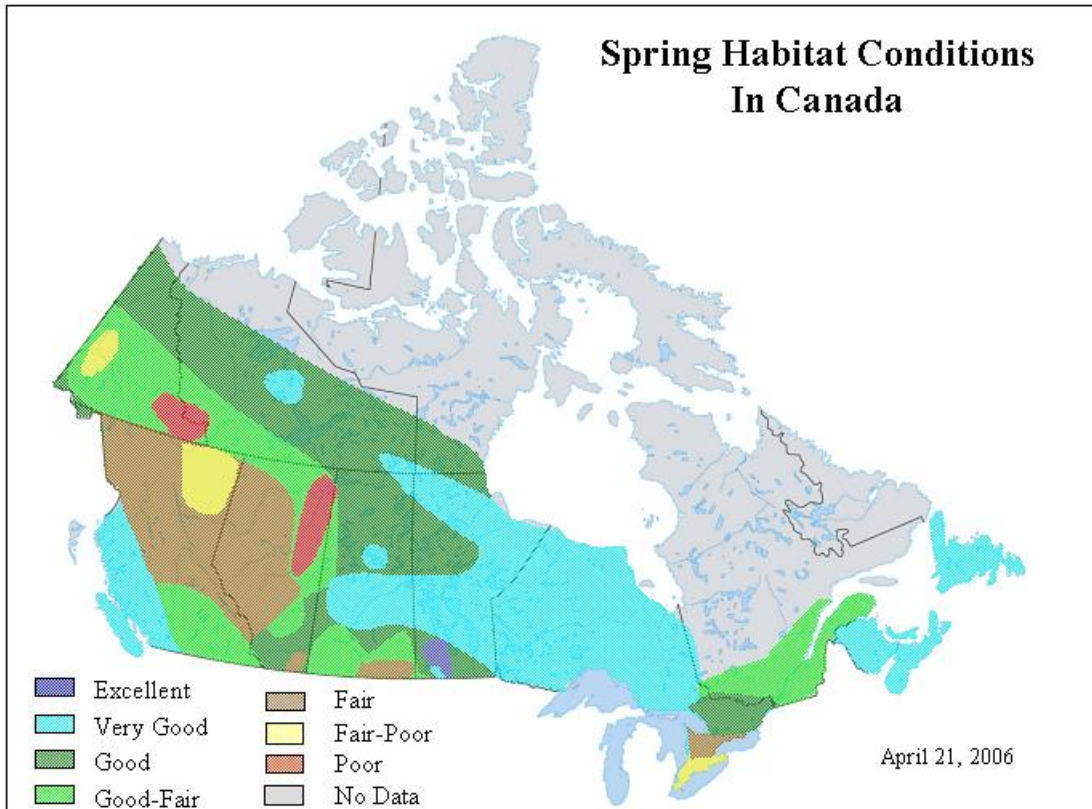 Spring Habitat Conditions
In Canada
Excellent
Very Good
Good
Good-Fair
Fair
Fair-Poor
Poor
No Data
April 21, 2006